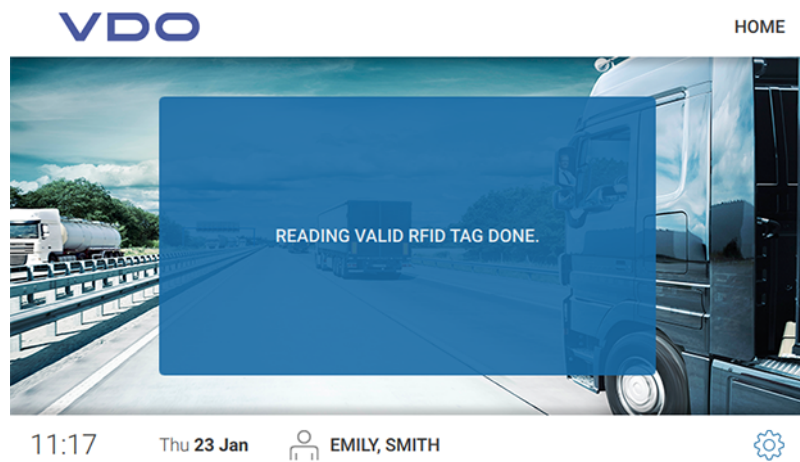 VDO
HOME
READING VALID RFID TAG DONE.
11:17
Thu 23 Jan
EMILY, SMITH